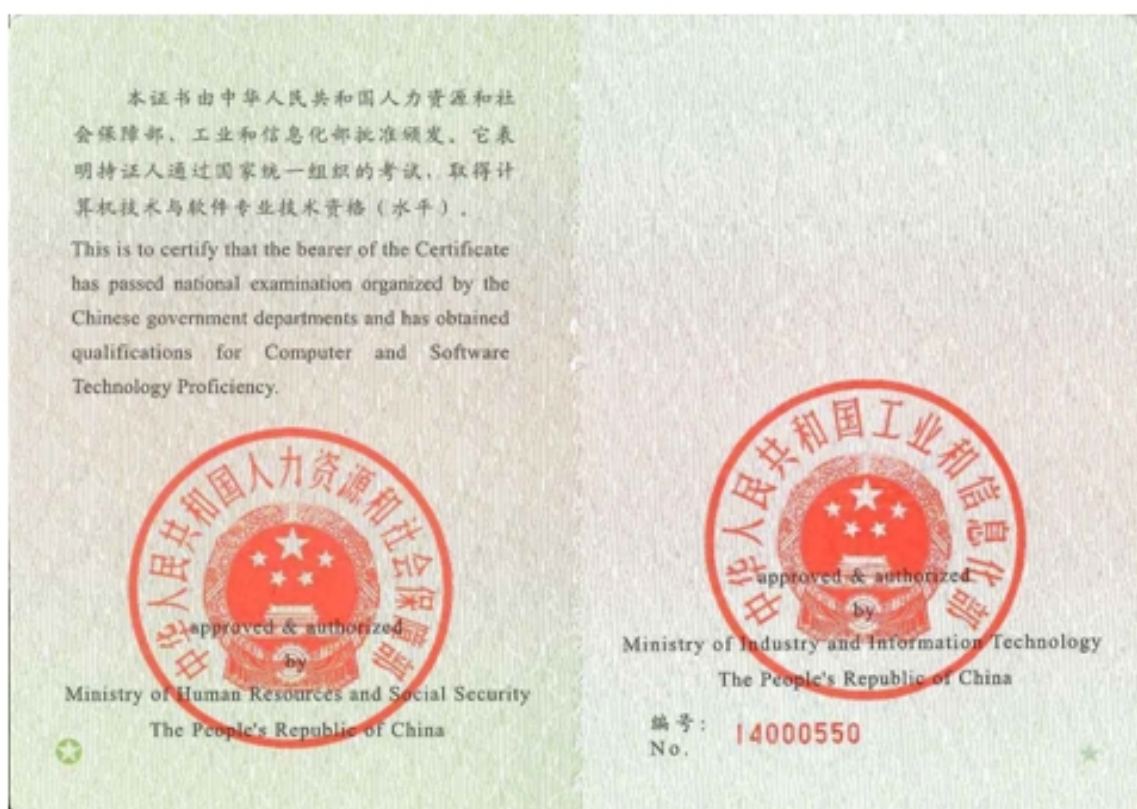 本证书由中华人民共和国人力资源和社
会保障部、工业和信息化部批准颁发。它表
明持证人通过国家统一组织的考试，取得计
算机技术与软件专业技术资格（水平）。
This is to certify that the bearer of the Certificate
has passed national examination organized by the
Chinese government departments and has obtained
qualifications for Computer and Software
Technology Proficiency.
中华人民共和国人力资源和社会保障部
approved & authorized
by
Ministry of Human Resources and Social Security
The People's Republic of China
中华人民共和国工业和信息化部
approved & authorized
by
Ministry of Industry and Information Technology
The People's Republic of China
编号：
No. 14000550